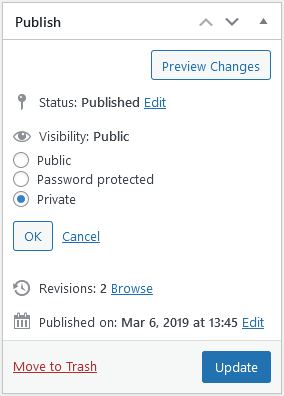 Publish
Preview Changes
Status: Published Edit
Visibility: Public
Public
Password protected
Private
OK Cancel
Revisions: 2 Browse
Published on: Mar 6, 2019 at 13:45 Edit
Move to Trash Update